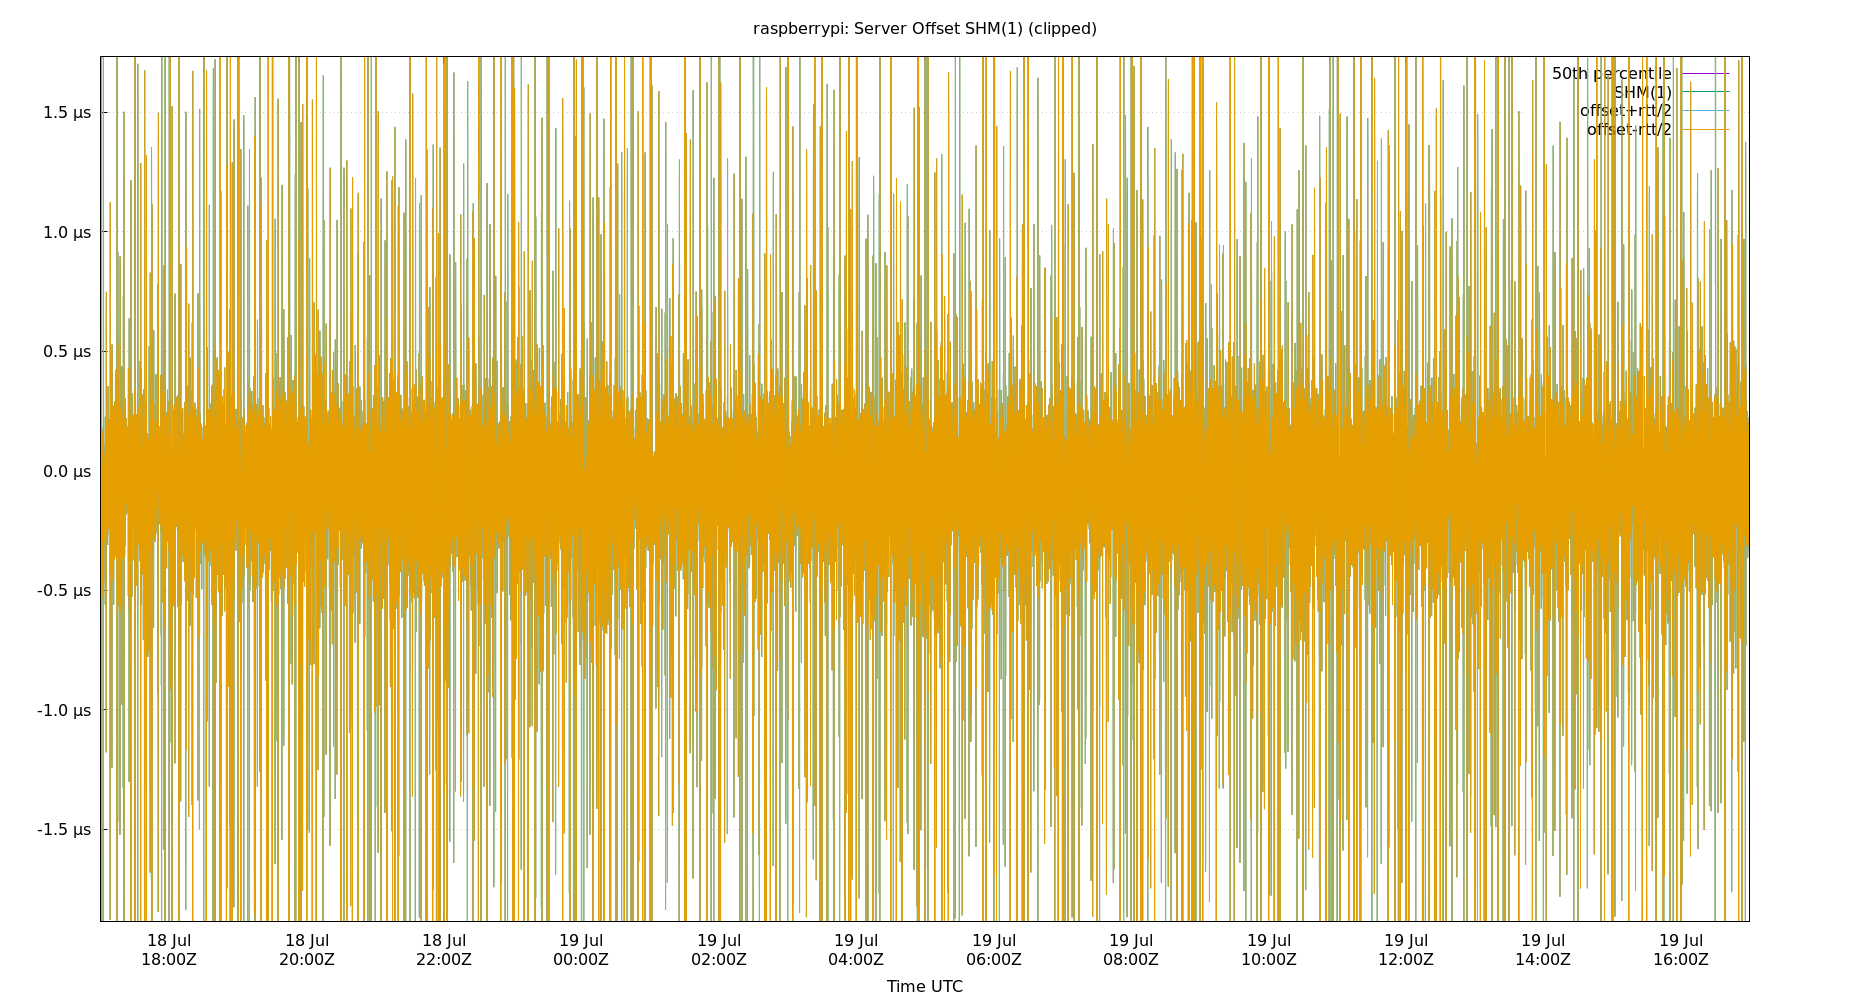 raspberrypi: Server Offset SHM(1) (clipped)
50th percentile
SHM(1)
offset+rtt/2
offset-rtt/2
1.5 µs
1.0 µs
0.5 µs
0.0 µs
-0.5 µs
-1.0 µs
-1.5 µs
18 Jul 18 Jul 18 Jul 19 Jul 19 Jul 19 Jul 19 Jul 19 Jul 19 Jul 19 Jul 19 Jul 19 Jul
18:00Z 20:00Z 22:00Z 00:00Z 02:00Z 04:00Z 06:00Z 08:00Z 10:00Z 12:00Z 14:00Z 16:00Z
Time UTC